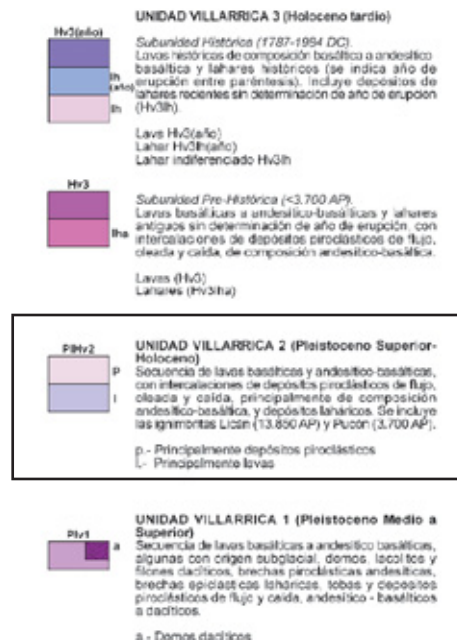 UNIDAD VILLARRICA 3 (Holoceno tardío)
Hv3(año)
Subunidad Histórica (1787-1984 DC).
Lavas históricas de composición basáltica a andesítico
basáltica y lahares históricos (se indica año de
lh
(año)
erupción entre paréntesis). Incluye depósitos de
lahares recientes sin determinación de año de erupción
lh
(Hv3lh).
Lava Hv3(año)
Lahar Hv3lh(año)
Lahar indiferenciado Hv3lh
Hv3
Subunidad Pre-Histórica (<3.700 AP).
Lavas basálticas a andesítico-basálticas y lahares
antiguos sin determinación de año de erupción, con
lha
intercalaciones de depósitos piroclásticos de flujo,
oleada y caída, de composición andesítico-basáltica.
Lavas (Hv3)
Lahares (Hv3lha)
PlHv2
UNIDAD VILLARRICA 2 (Pleistoceno Superior-
Holoceno)
p
Secuencia de lavas basálticas y andesítico-basálticas,
con intercalaciones de depósitos piroclásticos de flujo,
l
oleada y caída, principalmente de composición
andesítico-basáltica, y depósitos laháricos. Se incluye
las ignimbritas Licán (13.850 AP) y Pucón (3.700 AP).
p.- Principalmente depósitos piroclásticos
l.- Principalmente lavas
UNIDAD VILLARRICA 1 (Pleistoceno Medio a
Plv1
Superior)
a
Secuencia de lavas basálticas a andesítico basálticas,
algunas con origen subglacial, domos, lacolitos y
filones dacíticos, brechas piroclásticas andesíticas,
brechas epiclásticas laháricas, tobas y depósitos
piroclásticos de flujo y caída, andesítico - basálticos
a dacíticos.
a.- Domos dacíticos